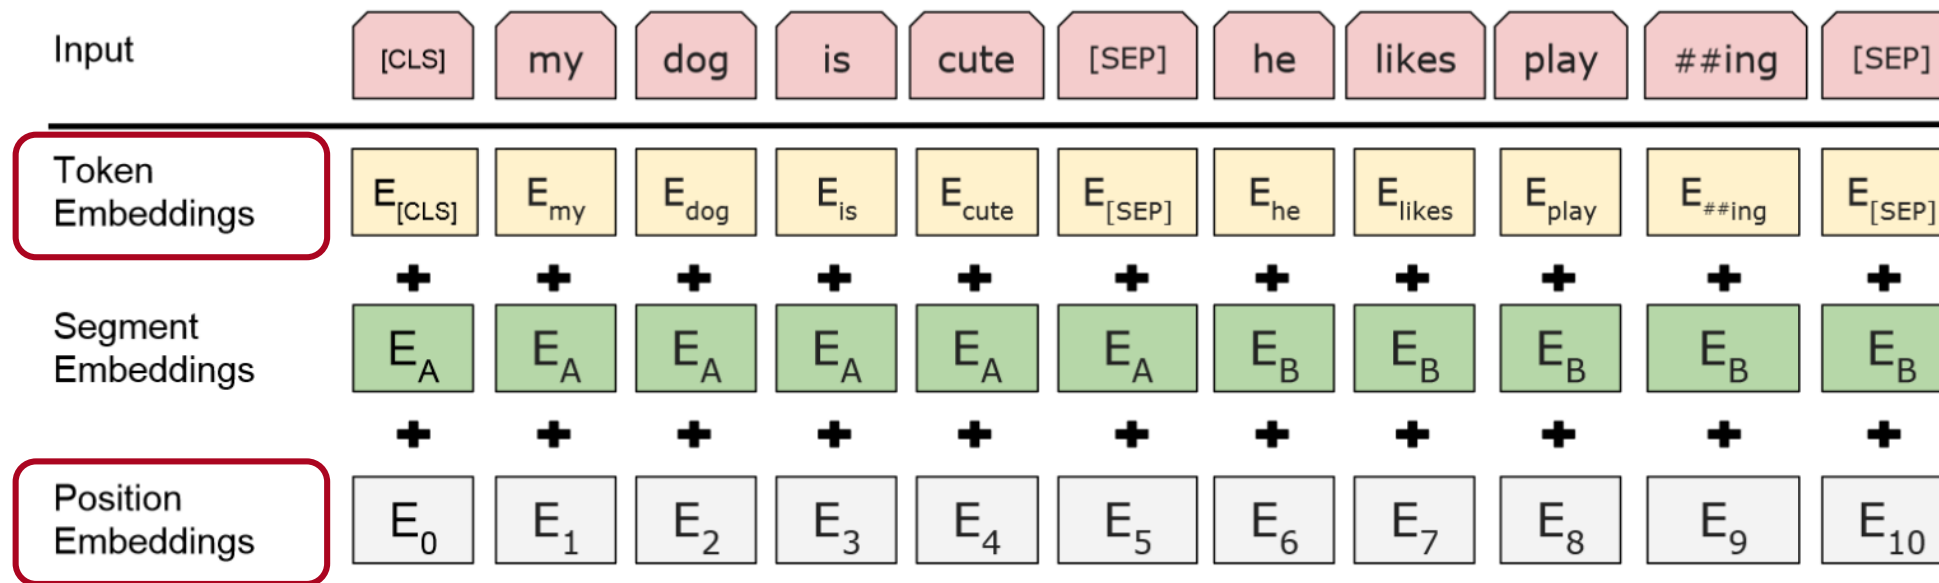 Input [CLS] my dog is cute [SEP] he likes play ##ing [SEP]
Token
Embeddings
E[CLS] Emy Edog Eis Ecute E[SEP] Ehe Elikes Eplay E##ing E[SEP]
+ + + + + + + + + + +
Segment
Embeddings
EA EA EA EA EA EA EB EB EB EB EB
+ + + + + + + + + + +
Position
Embeddings
E0 E1 E2 E3 E4 E5 E6 E7 E8 E9 E10